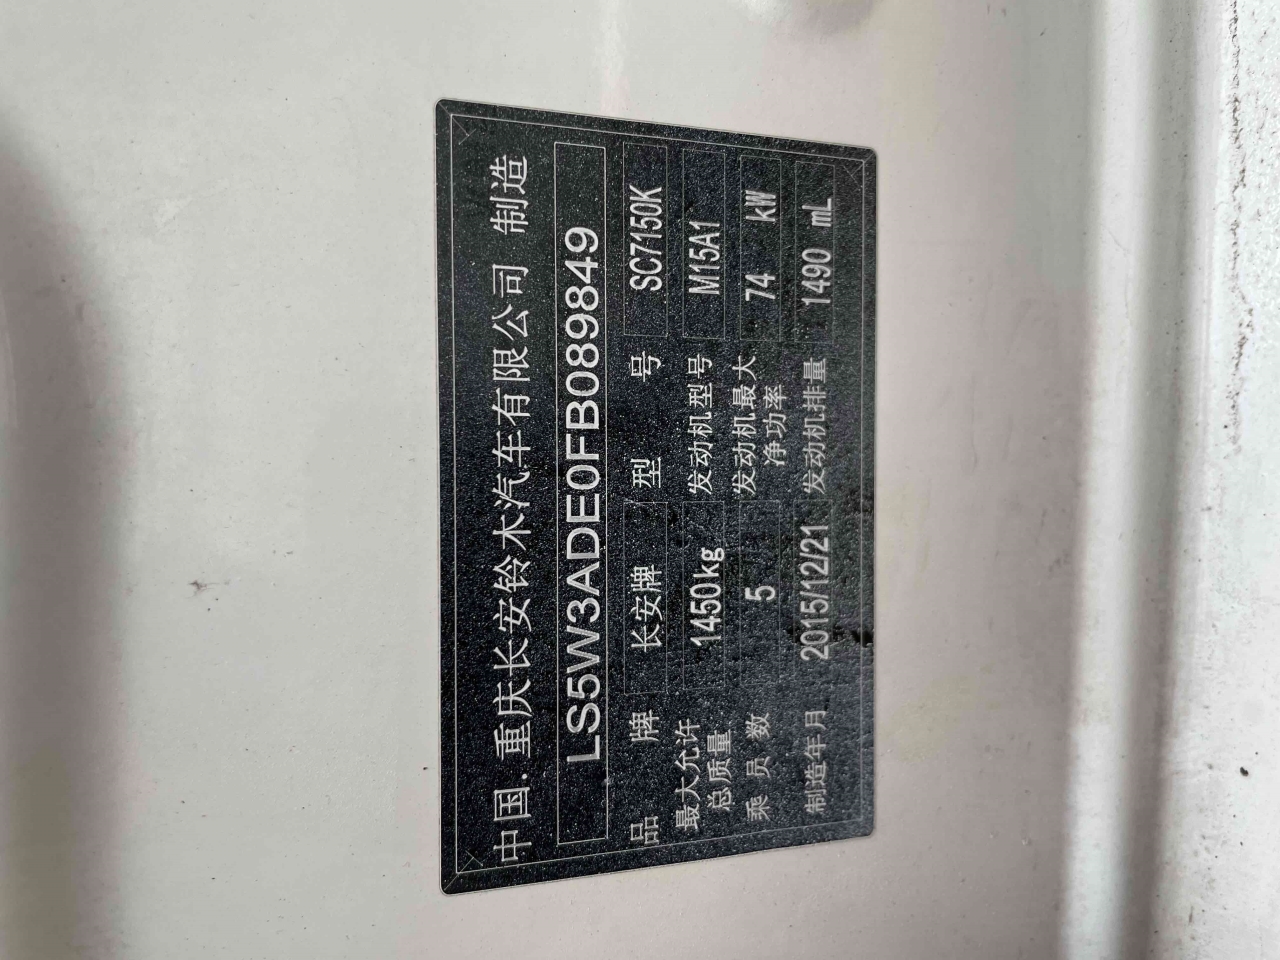 中国.重庆长安铃木汽车有限公司 制造
LS5W3ADE0FB089849
品 牌 长安牌 型 号 SC7150K
最大允许总质量 1450kg 发动机型号 M15A1
乘员数 5 发动机最大净功率 74 kW
制造年月 2015/12/21 发动机排量 1490 mL